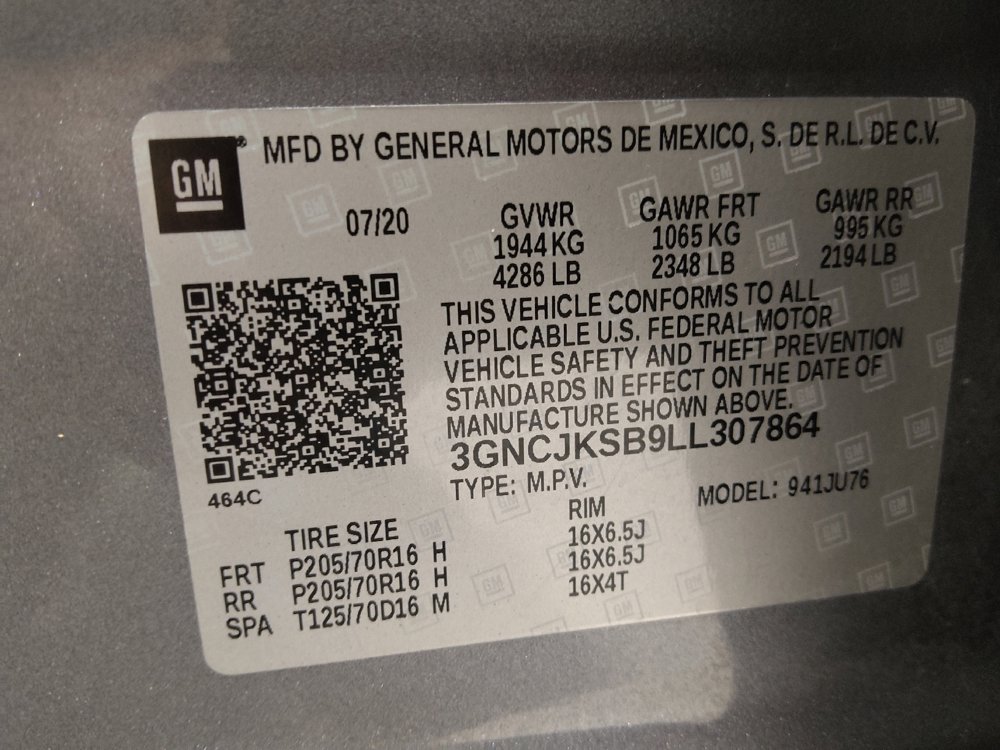 GM® MFD BY GENERAL MOTORS DE MEXICO, S. DE R.L. DE C.V.
07/20 GVWR GAWR FRT GAWR RR
1944 KG 1065 KG 995 KG
4286 LB 2348 LB 2194 LB
THIS VEHICLE CONFORMS TO ALL
APPLICABLE U.S. FEDERAL MOTOR
VEHICLE SAFETY AND THEFT PREVENTION
STANDARDS IN EFFECT ON THE DATE OF
MANUFACTURE SHOWN ABOVE.
3GNCJKSB9LL307864
464C
TYPE: M.P.V. MODEL: 941JU76
TIRE SIZE RIM
FRT P205/70R16 H 16X6.5J
RR P205/70R16 H 16X6.5J
SPA T125/70D16 M 16X4T